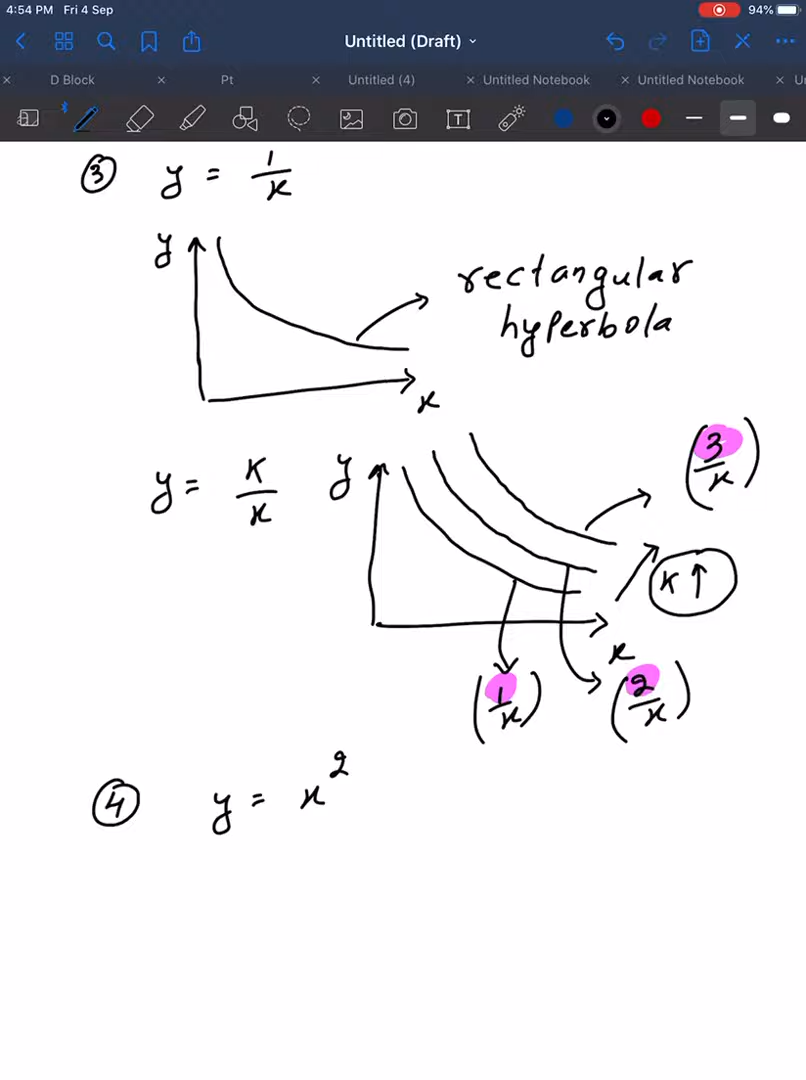 4:54 PM Fri 4 Sep 94%
Untitled (Draft)
D Block Pt Untitled (4) Untitled Notebook Untitled Notebook
T
③ y = 1/x
y
rectangular
hyperbola
x
y = K/x
y
(3/x)
K↑
x
(1/x) (2/x)
④ y = x²